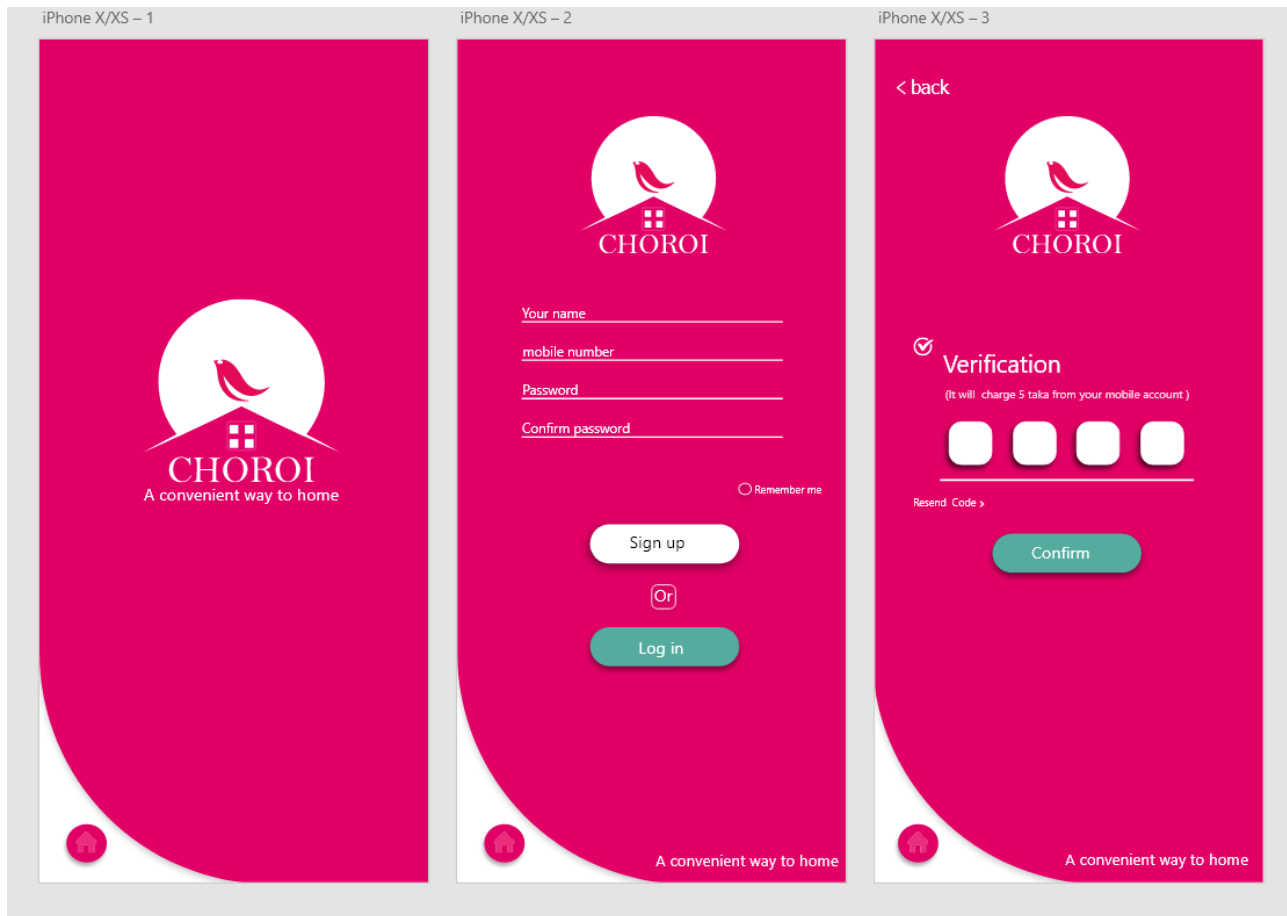 iPhone X/XS – 1
CHOROI
A convenient way to home
iPhone X/XS – 2
CHOROI
Your name
mobile number
Password
Confirm password
Remember me
Sign up
Or
Log in
A convenient way to home
iPhone X/XS – 3
< back
CHOROI
Verification
(It will charge 5 taka from your mobile account )
Resend Code >
Confirm
A convenient way to home